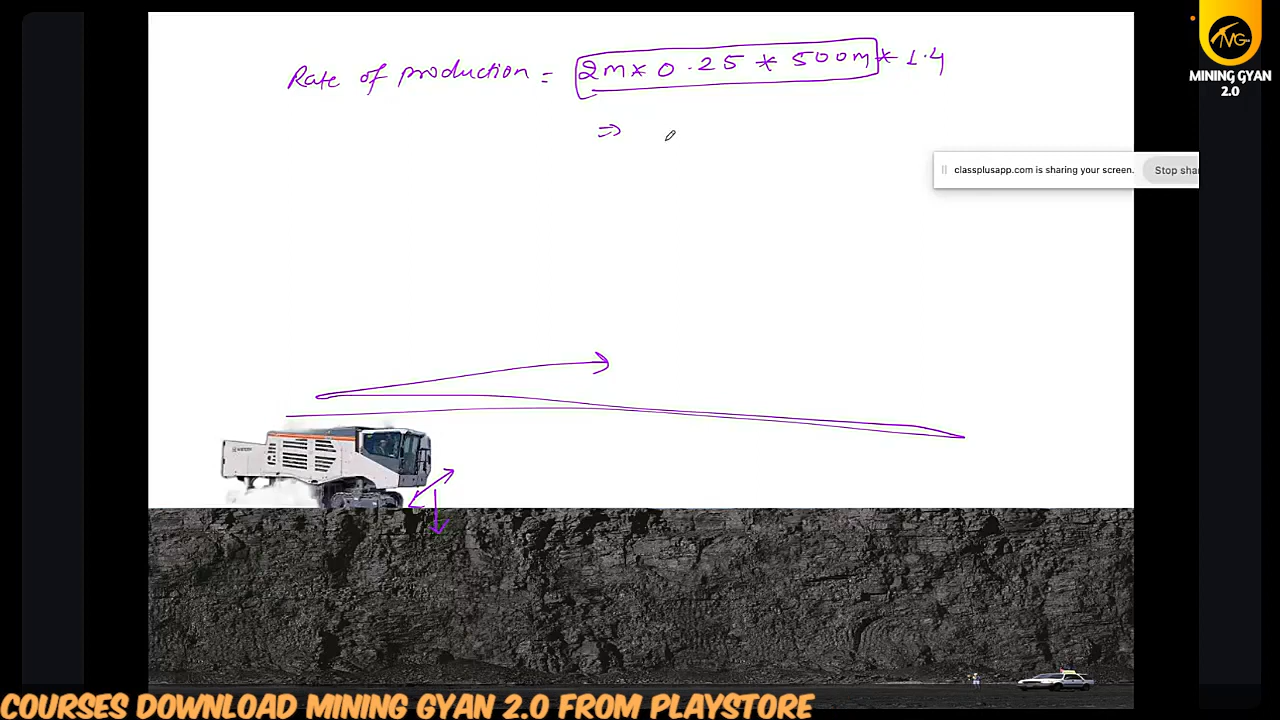 Rate of production = 2m x 0.25 * 500m * 1.4
⇒
classplusapp.com is sharing your screen.
Stop sha
MINING GYAN
2.0
COURSES DOWNLOAD MINING GYAN 2.0 FROM PLAYSTORE